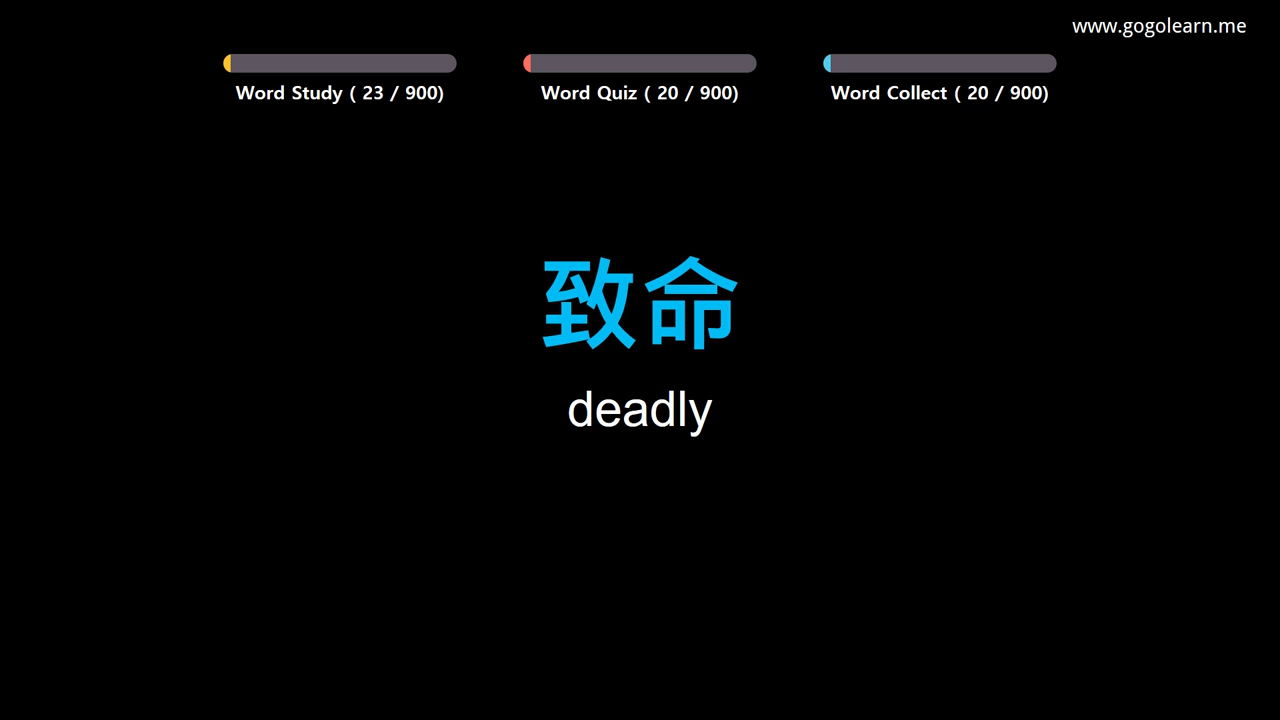 www.gogolearn.me
Word Study ( 23 / 900)
Word Quiz ( 20 / 900)
Word Collect ( 20 / 900)
致命
deadly